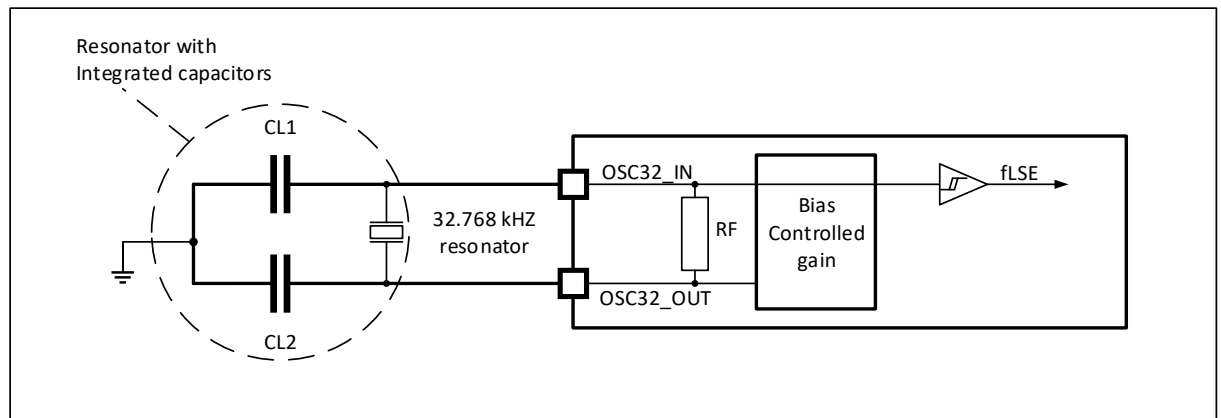 Resonator with
Integrated capacitors
CL1
OSC32_IN
fLSE
32.768 kHZ
resonator
RF
Bias
Controlled
gain
OSC32_OUT
CL2